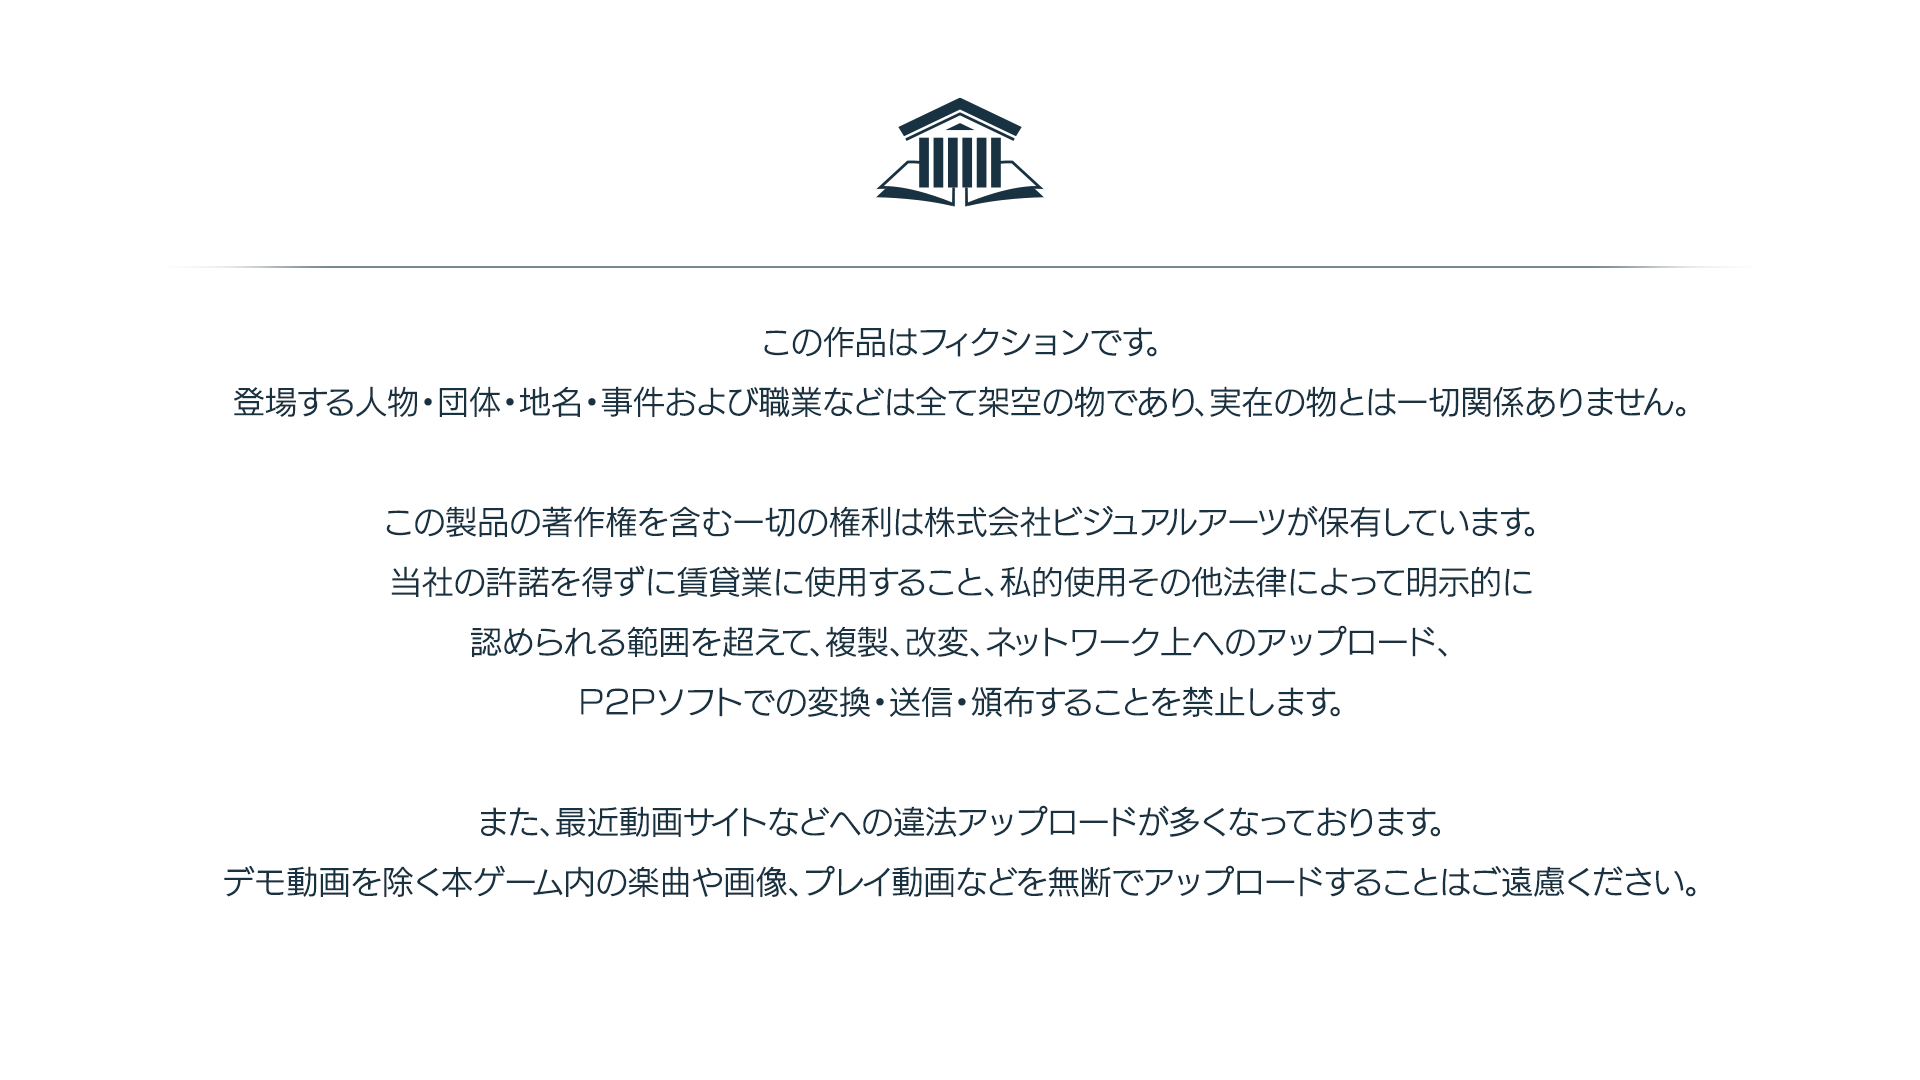 この作品はフィクションです。
登場する人物・団体・地名・事件および職業などは全て架空の物であり、実在の物とは一切関係ありません。
この製品の著作権を含む一切の権利は株式会社ビジュアルアーツが保有しています。
当社の許諾を得ずに賃貸業に使用すること、私的使用その他法律によって明示的に
認められる範囲を超えて、複製、改変、ネットワーク上へのアップロード、
P2Pソフトでの変換・送信・頒布することを禁止します。
また、最近動画サイトなどへの違法アップロードが多くなっております。
デモ動画を除く本ゲーム内の楽曲や画像、プレイ動画などを無断でアップロードすることはご遠慮ください。